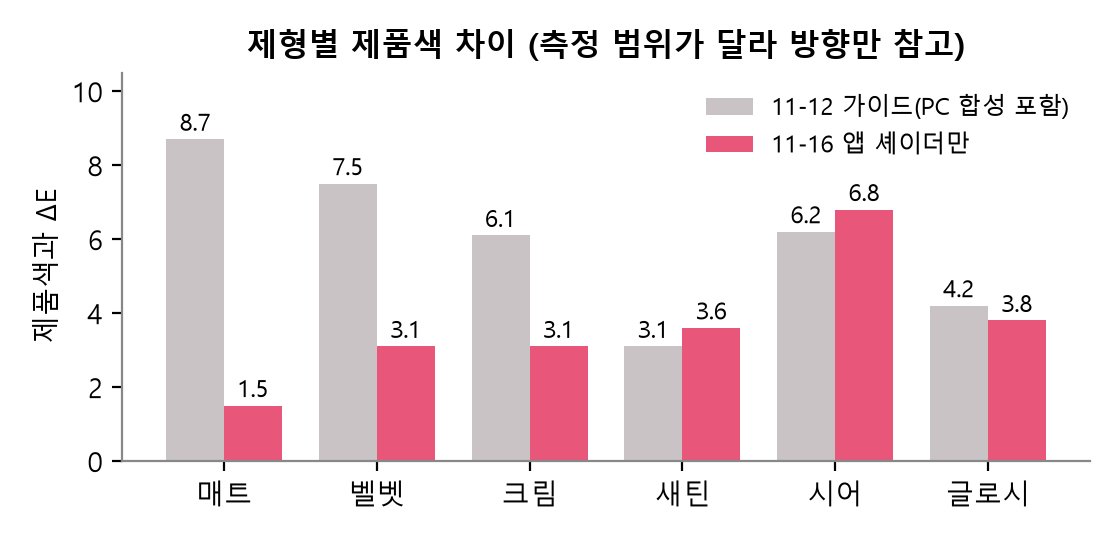 제형별 제품색 차이 (측정 범위가 달라 방향만 참고)
11-12 가이드(PC 합성 포함)
11-16 앱 셰이더만
제품색과 ΔE
10
8
6
4
2
0
8.7
1.5
7.5
3.1
6.1
3.1
3.1
3.6
6.2
6.8
4.2
3.8
매트
벨벳
크림
새틴
시어
글로시